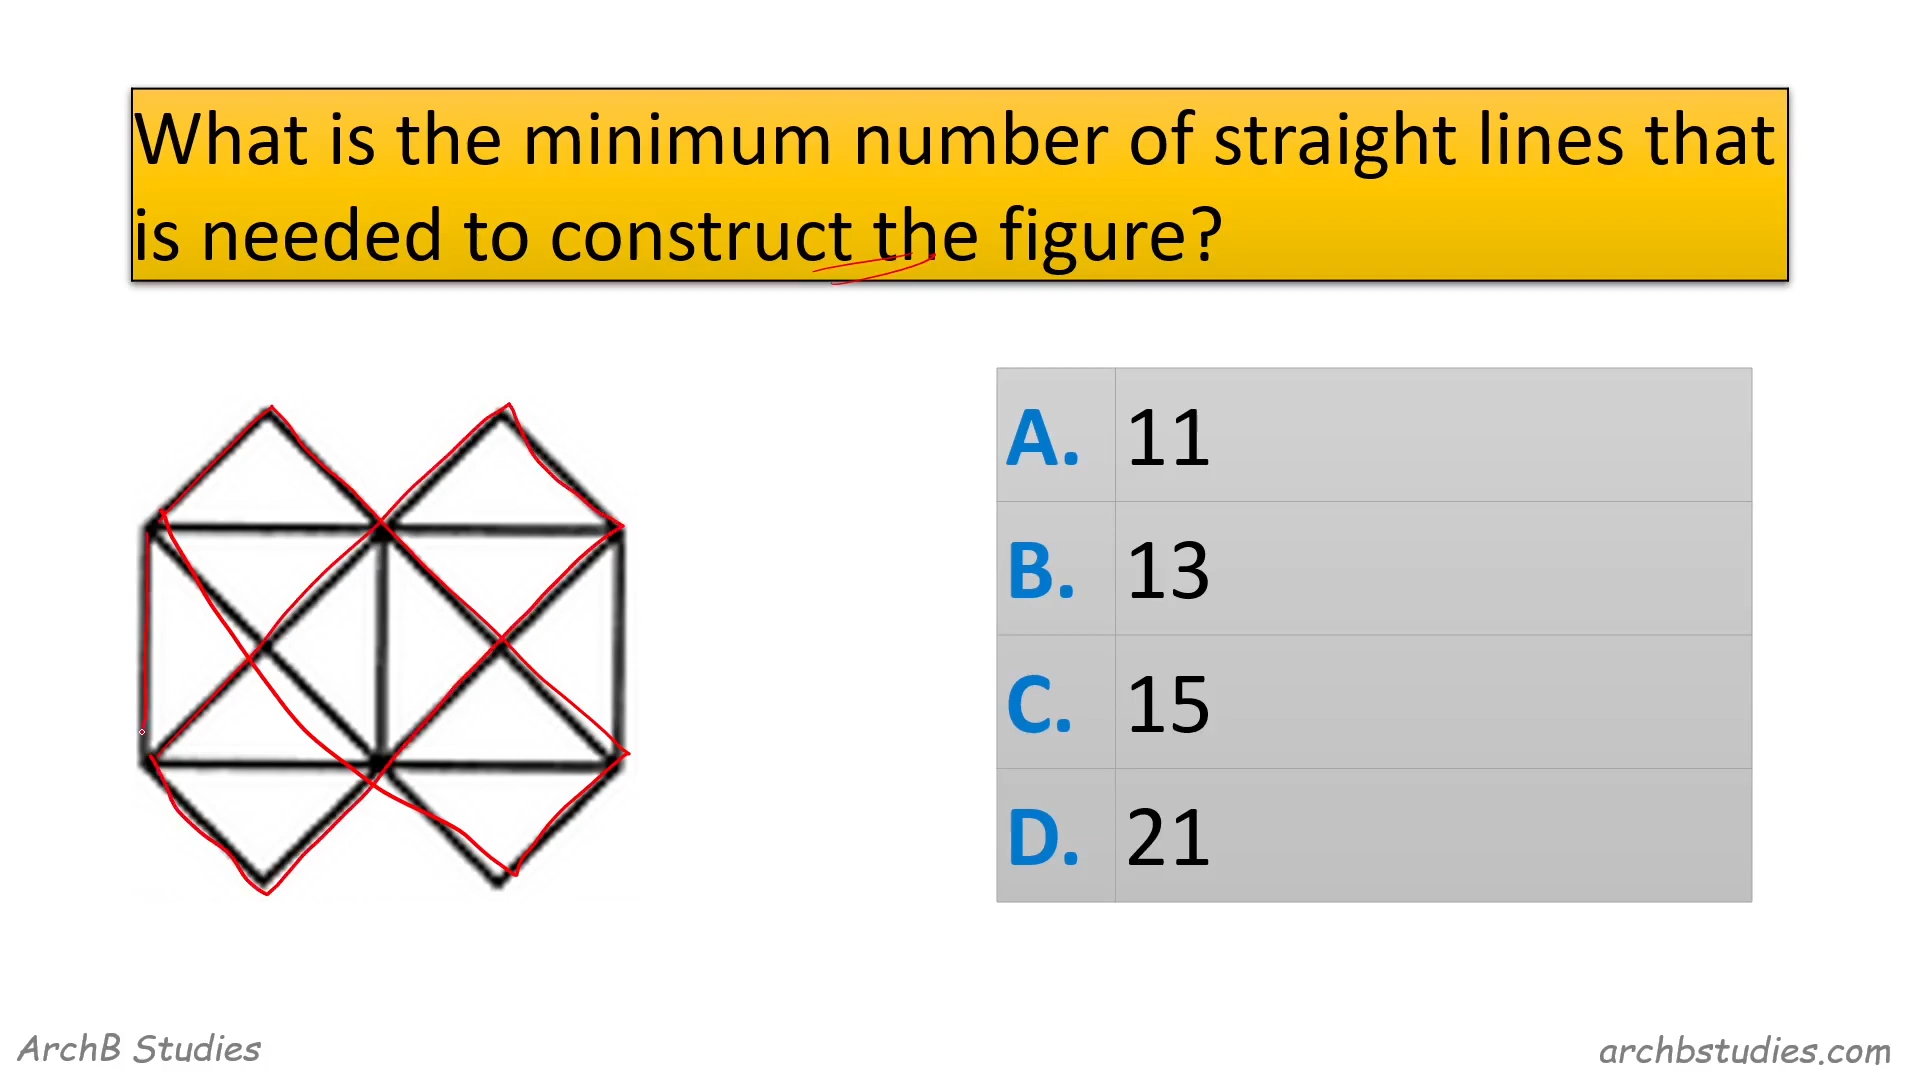 What is the minimum number of straight lines that
is needed to construct the figure?
A. 11
B. 13
C. 15
D. 21
ArchB Studies
archbstudies.com